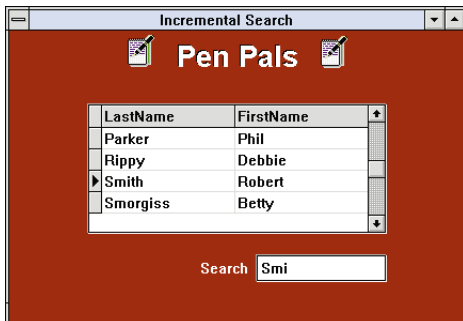 Incremental Search
Pen Pals
LastName FirstName
Parker Phil
Rippy Debbie
Smith Robert
Smorgiss Betty
Search Smi